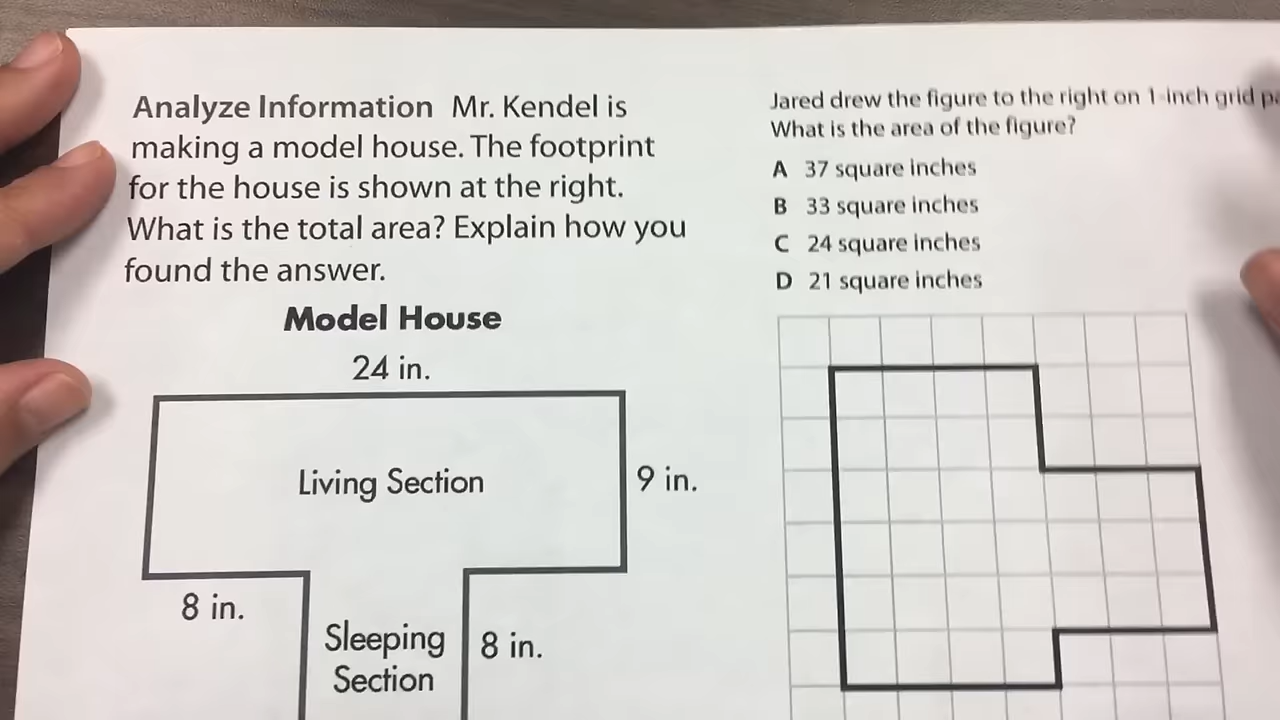 Analyze Information Mr. Kendel is
making a model house. The footprint
for the house is shown at the right.
What is the total area? Explain how you
found the answer.
Model House
24 in.
Living Section
9 in.
8 in.
Sleeping
Section
8 in.
Jared drew the figure to the right on 1-inch grid
What is the area of the figure?
A 37 square inches
B 33 square inches
C 24 square inches
D 21 square inches